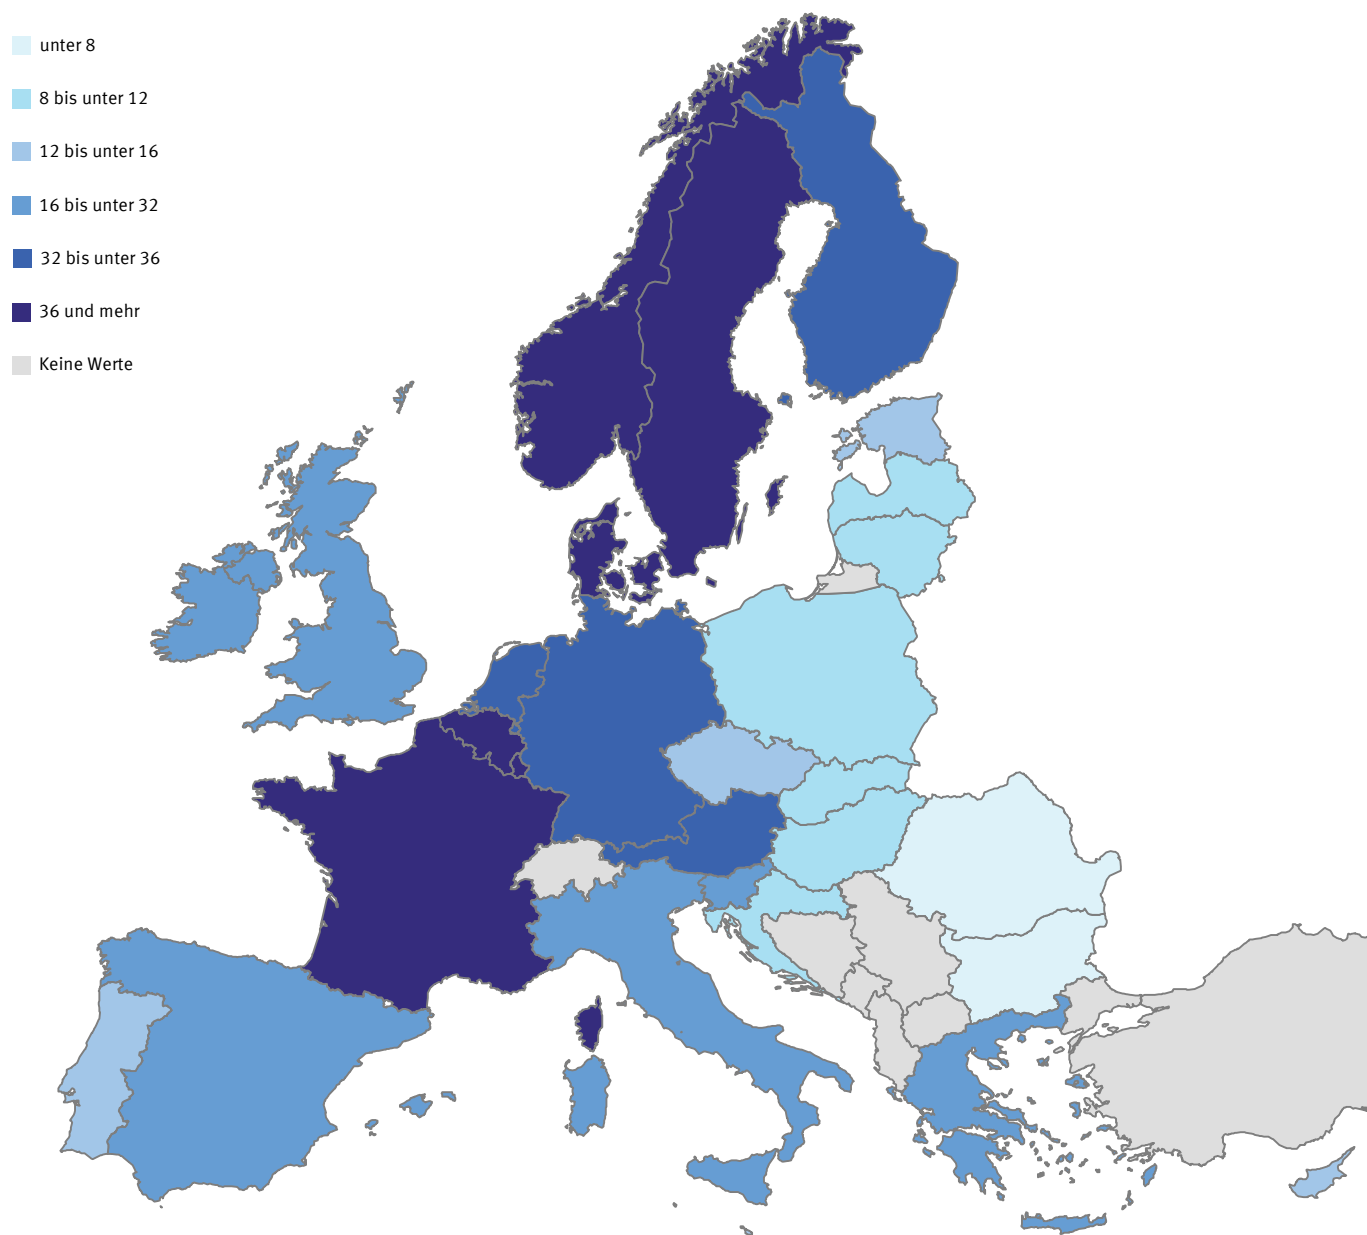 unter 8
8 bis unter 12
12 bis unter 16
16 bis unter 32
32 bis unter 36
36 und mehr
Keine Werte